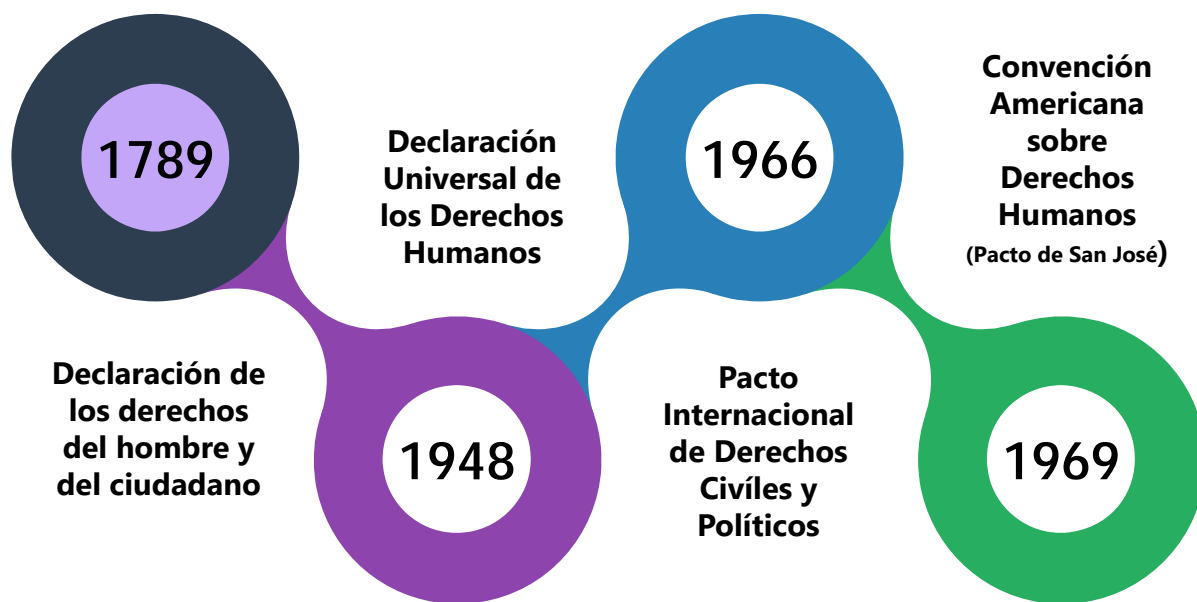 1789
Declaración de
los derechos
del hombre y
del ciudadano
Declaración
Universal de
los Derechos
Humanos
1948
1966
Pacto
Internacional
de Derechos
Civíles y
Políticos
Convención
Americana
sobre
Derechos
Humanos
(Pacto de San José)
1969